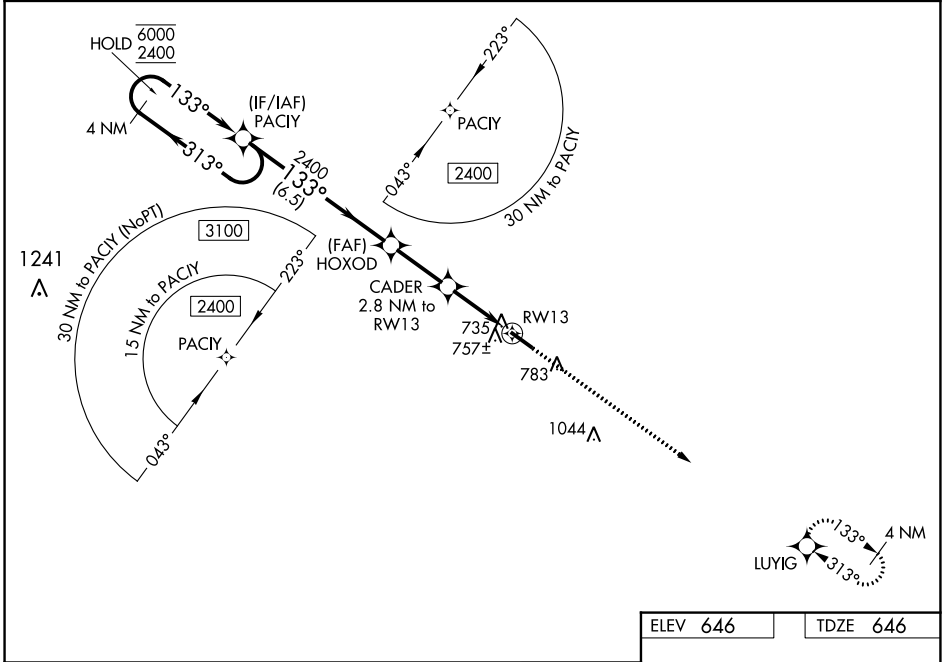 HOLD 6000
2400
4 NM
133°
313°
(IF/IAF)
PACIY
2400
133°
(6.5)
223°
PACIY
043°
2400
30 NM to PACIY
30 NM to PACIY (NoPT)
3100
15 NM to PACIY
2400
223°
PACIY
043°
1241
(FAF)
HOXOD
CADER
2.8 NM to
RW13
735
757±
RW13
783
1044
133°
4 NM
LUYIG
313°
ELEV 646
TDZE 646